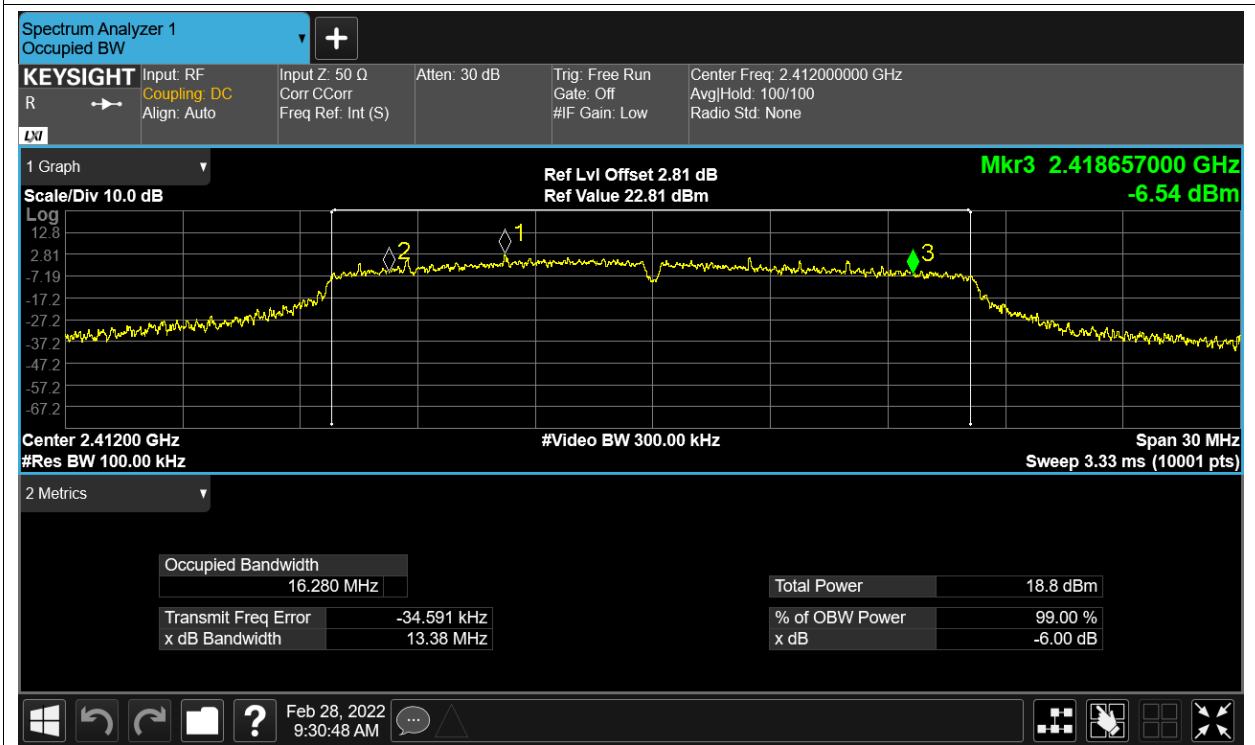 Spectrum Analyzer 1
Occupied BW
KEYSIGHT
R
LXI
Input: RF
Coupling: DC
Align: Auto
Input Z: 50 Ω
Corr CCorr
Freq Ref: Int (S)
Atten: 30 dB
Trig: Free Run
Gate: Off
#IF Gain: Low
Center Freq: 2.412000000 GHz
Avg|Hold: 100/100
Radio Std: None
1 Graph
Scale/Div 10.0 dB
Ref Lvl Offset 2.81 dB
Ref Value 22.81 dBm
Mkr3 2.418657000 GHz
-6.54 dBm
Log
12.8
2.81
-7.19
-17.2
-27.2
-37.2
-47.2
-57.2
-67.2
1
2
3
Center 2.41200 GHz
#Video BW 300.00 kHz
Span 30 MHz
#Res BW 100.00 kHz
Sweep 3.33 ms (10001 pts)
2 Metrics
Occupied Bandwidth
16.280 MHz
Total Power 18.8 dBm
Transmit Freq Error -34.591 kHz
% of OBW Power 99.00 %
x dB Bandwidth 13.38 MHz
x dB -6.00 dB
?
Feb 28, 2022
9:30:48 AM